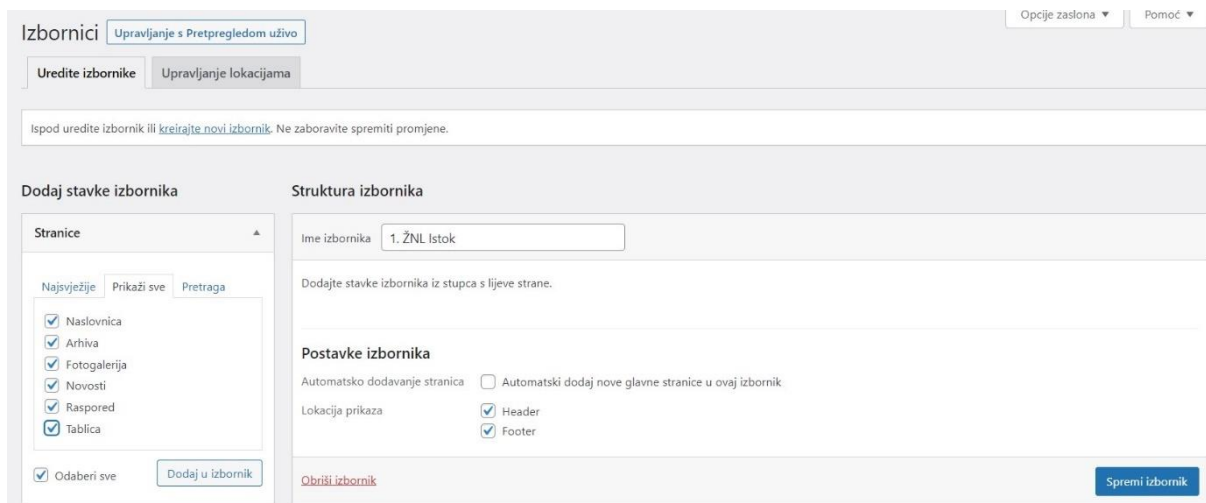 Opcije zaslona ▼ Pomoć ▼
Izbornici Upravljanje s Pretpregledom uživo
Uredite izbornike Upravljanje lokacijama
Ispod uredite izbornik ili kreirajte novi izbornik. Ne zaboravite spremiti promjene.
Dodaj stavke izbornika
Stranice
Najsvježije Prikaži sve Pretraga
Naslovnica
Arhiva
Fotogalerija
Novosti
Raspored
Tablica
Odaberi sve Dodaj u izbornik
Struktura izbornika
Ime izbornika 1. ŽNL Istok
Dodajte stavke izbornika iz stupca s lijeve strane.
Postavke izbornika
Automatsko dodavanje stranica Automatski dodaj nove glavne stranice u ovaj izbornik
Lokacija prikaza Header
Footer
Obriši izbornik Spremi izbornik